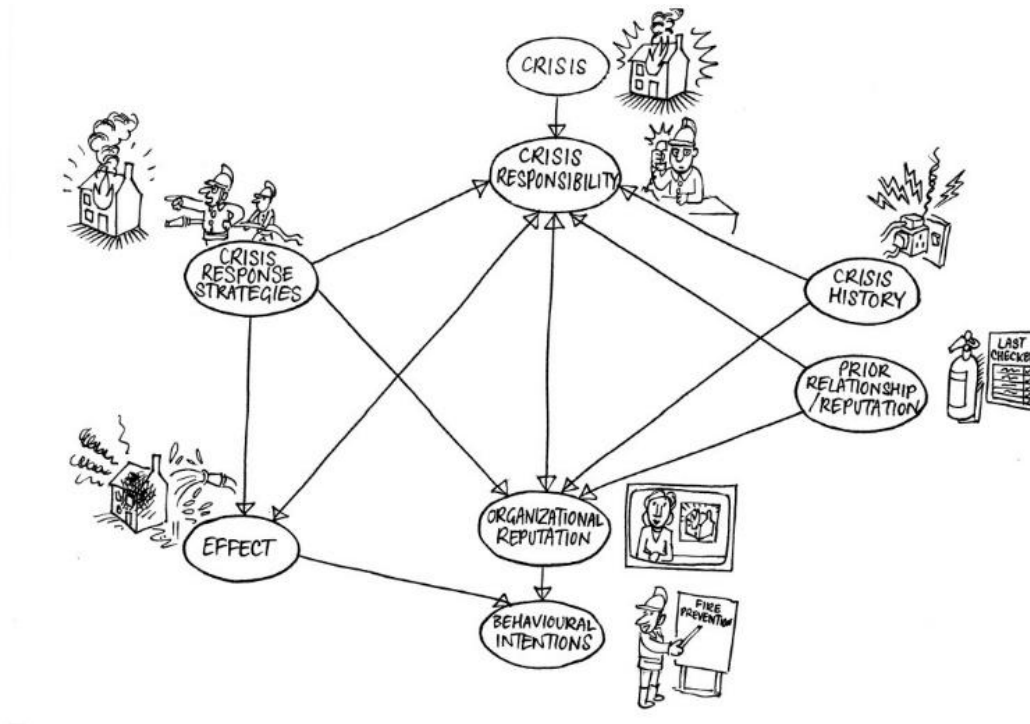 CRISIS
CRISIS
RESPONSIBILITY
CRISIS
RESPONSE
STRATEGIES
CRISIS
HISTORY
LAST
CHECKE
PRIOR
RELATIONSHIP
/REPUTATION
EFFECT
ORGANIZATIONAL
REPUTATION
BEHAVIOURAL
INTENTIONS
FIRE
PREVENTION